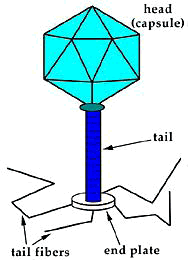 head
(capsule)
tail
tail fibers
end plate